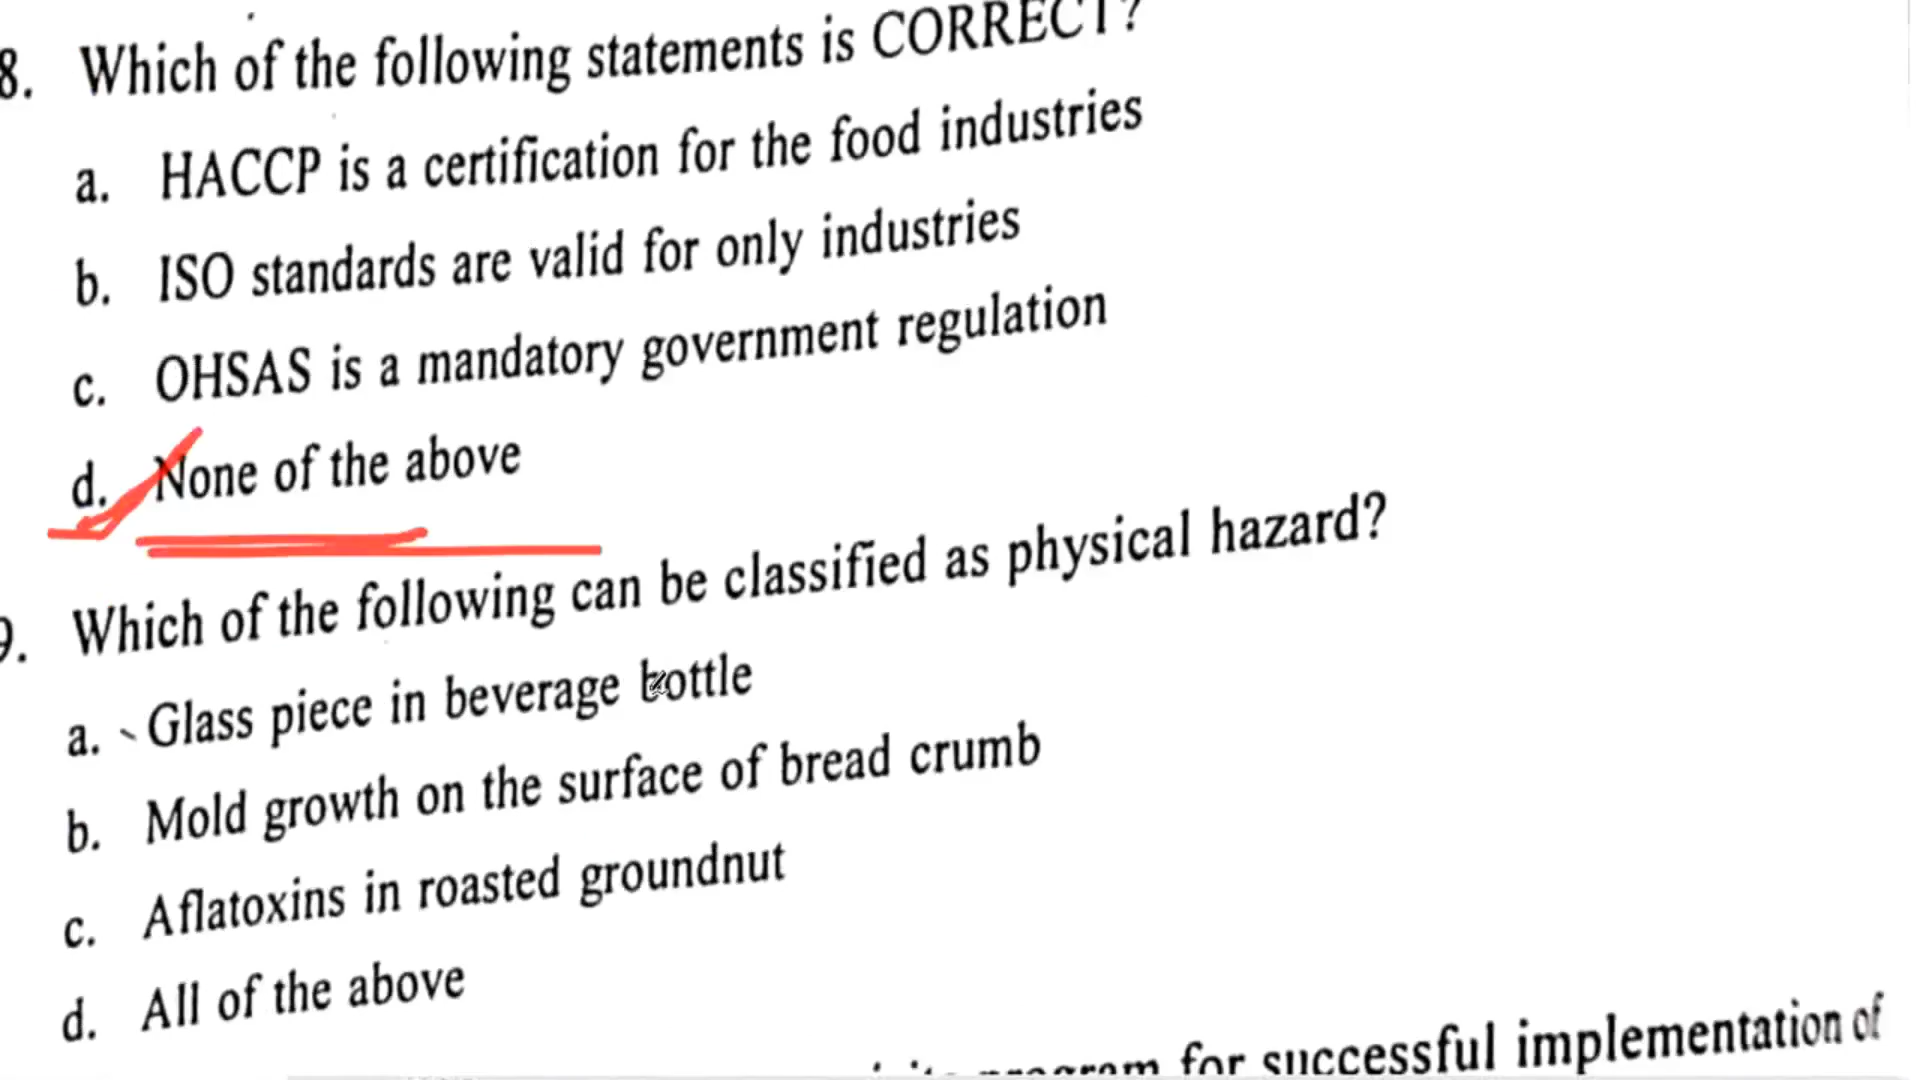 8. Which of the following statements is CORRECT?
a. HACCP is a certification for the food industries
b. ISO standards are valid for only industries
c. OHSAS is a mandatory government regulation
d. None of the above
9. Which of the following can be classified as physical hazard?
a. Glass piece in beverage bottle
b. Mold growth on the surface of bread crumb
c. Aflatoxins in roasted groundnut
d. All of the above
program for successful implementation of